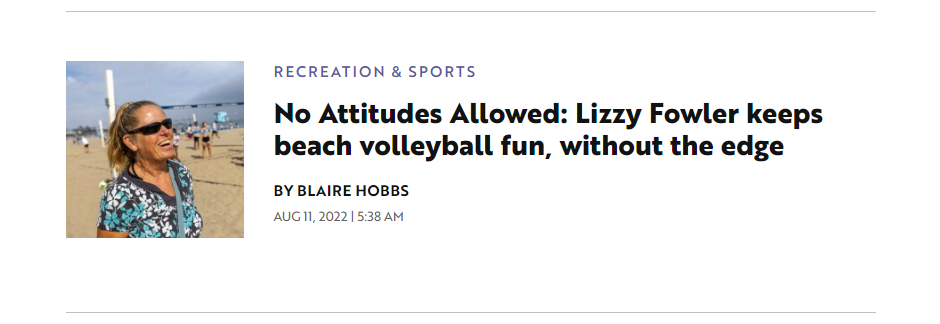 RECREATION & SPORTS
No Attitudes Allowed: Lizzy Fowler keeps
beach volleyball fun, without the edge
BY BLAIRE HOBBS
AUG 11, 2022 | 5:38 AM